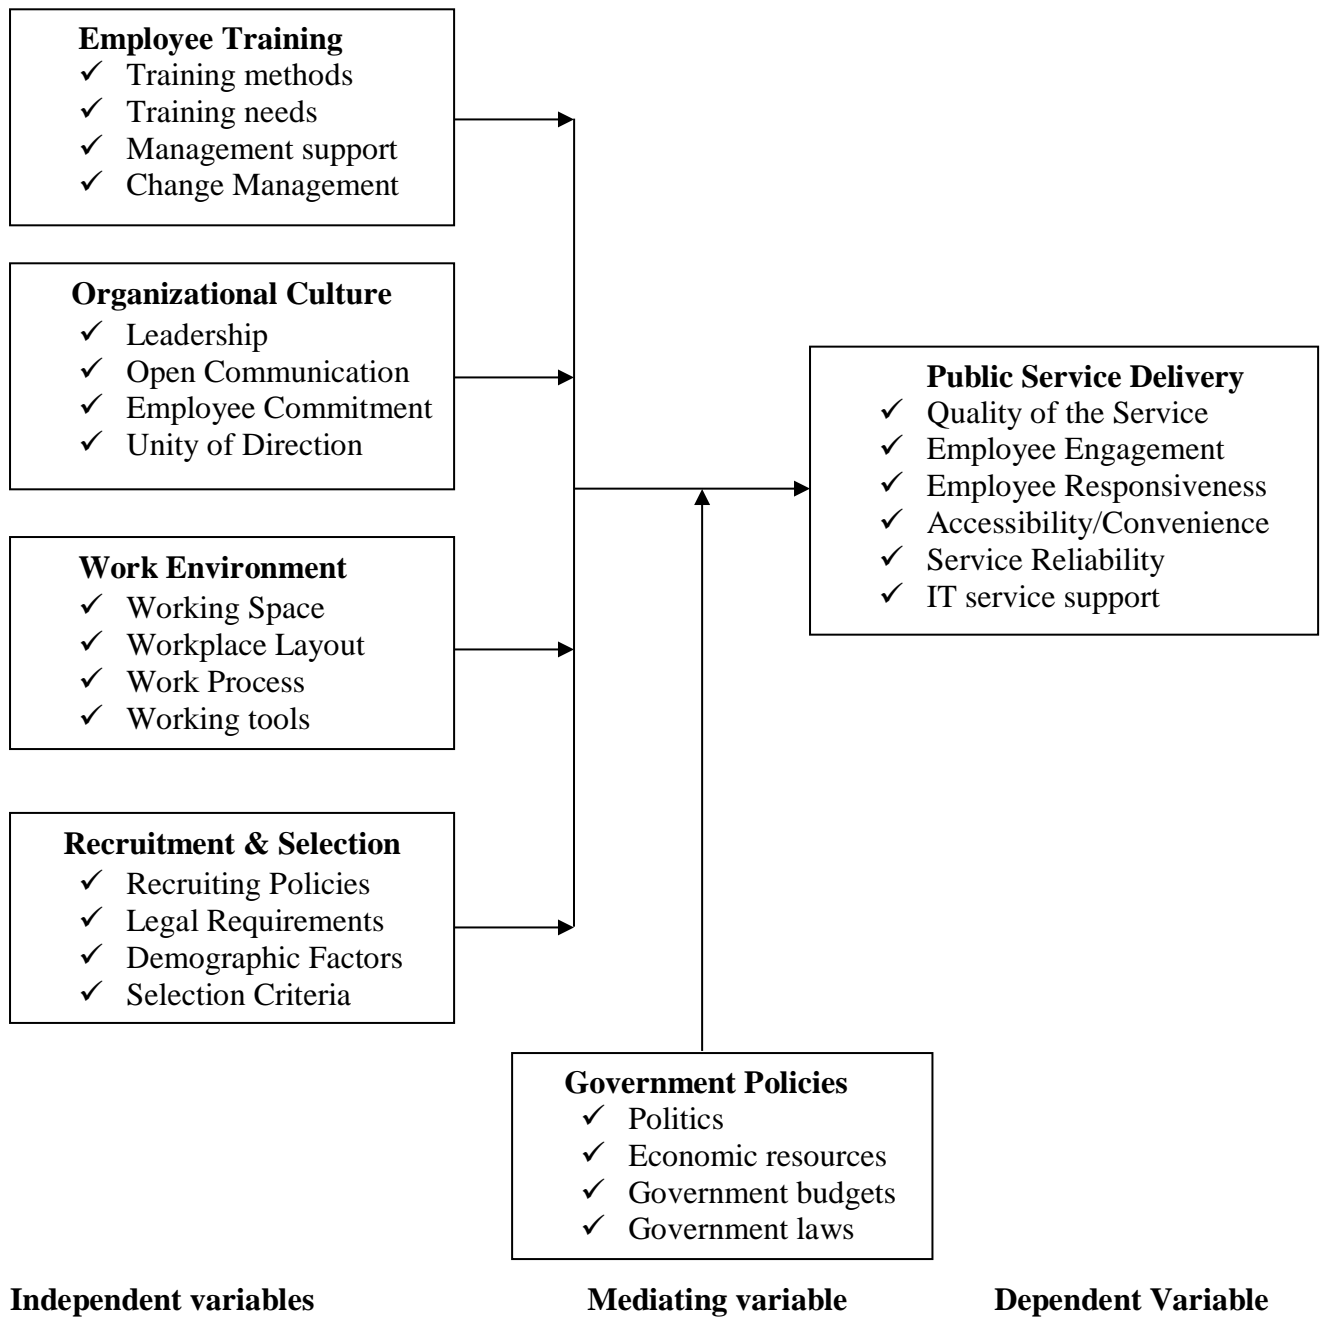 Employee Training
✓ Training methods
✓ Training needs
✓ Management support
✓ Change Management
Organizational Culture
✓ Leadership
✓ Open Communication
✓ Employee Commitment
✓ Unity of Direction
Work Environment
✓ Working Space
✓ Workplace Layout
✓ Work Process
✓ Working tools
Recruitment & Selection
✓ Recruiting Policies
✓ Legal Requirements
✓ Demographic Factors
✓ Selection Criteria
Public Service Delivery
✓ Quality of the Service
✓ Employee Engagement
✓ Employee Responsiveness
✓ Accessibility/Convenience
✓ Service Reliability
✓ IT service support
Government Policies
✓ Politics
✓ Economic resources
✓ Government budgets
✓ Government laws
Independent variables
Mediating variable
Dependent Variable